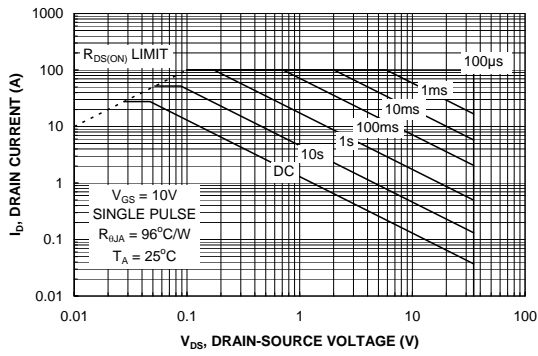 1000
100
10
1
0.1
0.01
I_D, DRAIN CURRENT (A)
R_DS(ON) LIMIT
100µs
1ms
10ms
100ms
1s
10s
DC
V_GS = 10V
SINGLE PULSE
R_θJA = 96°C/W
T_A = 25°C
0.01 0.1 1 10 100
V_DS, DRAIN-SOURCE VOLTAGE (V)